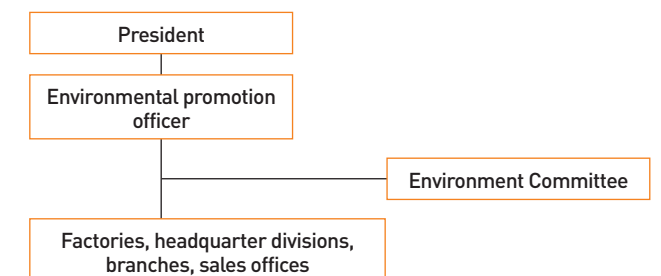 President
Environmental promotion
officer
Environment Committee
Factories, headquarter divisions,
branches, sales offices